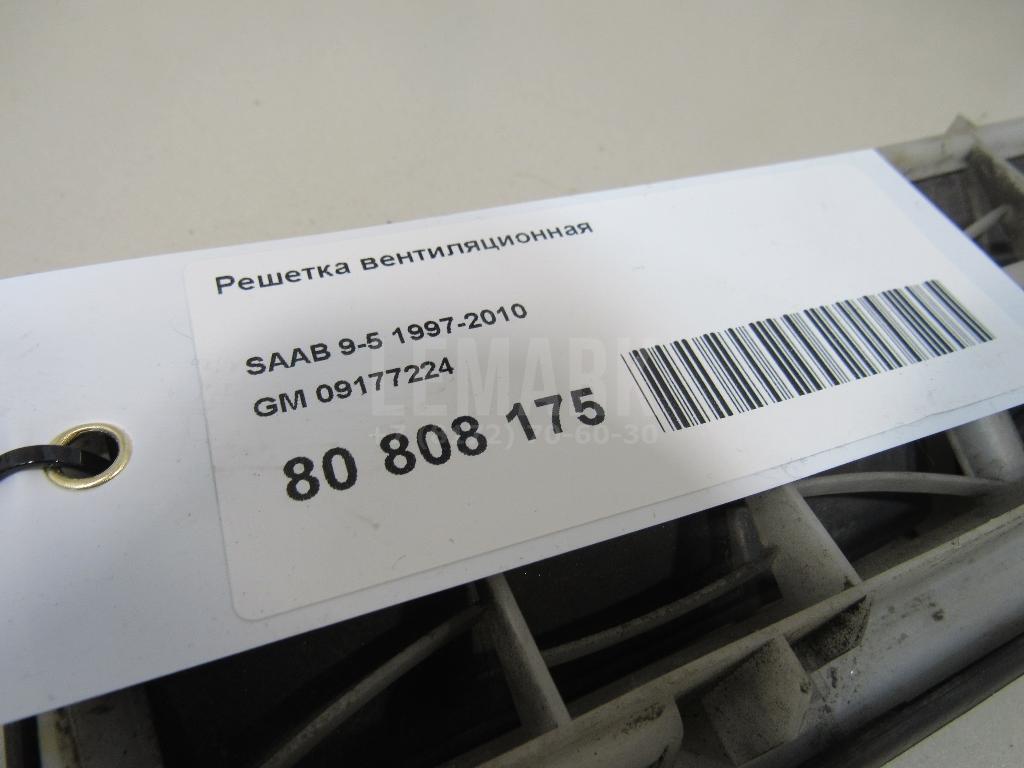 Решетка вентиляционная
SAAB 9-5 1997-2010
GM 09177224
80 808 175